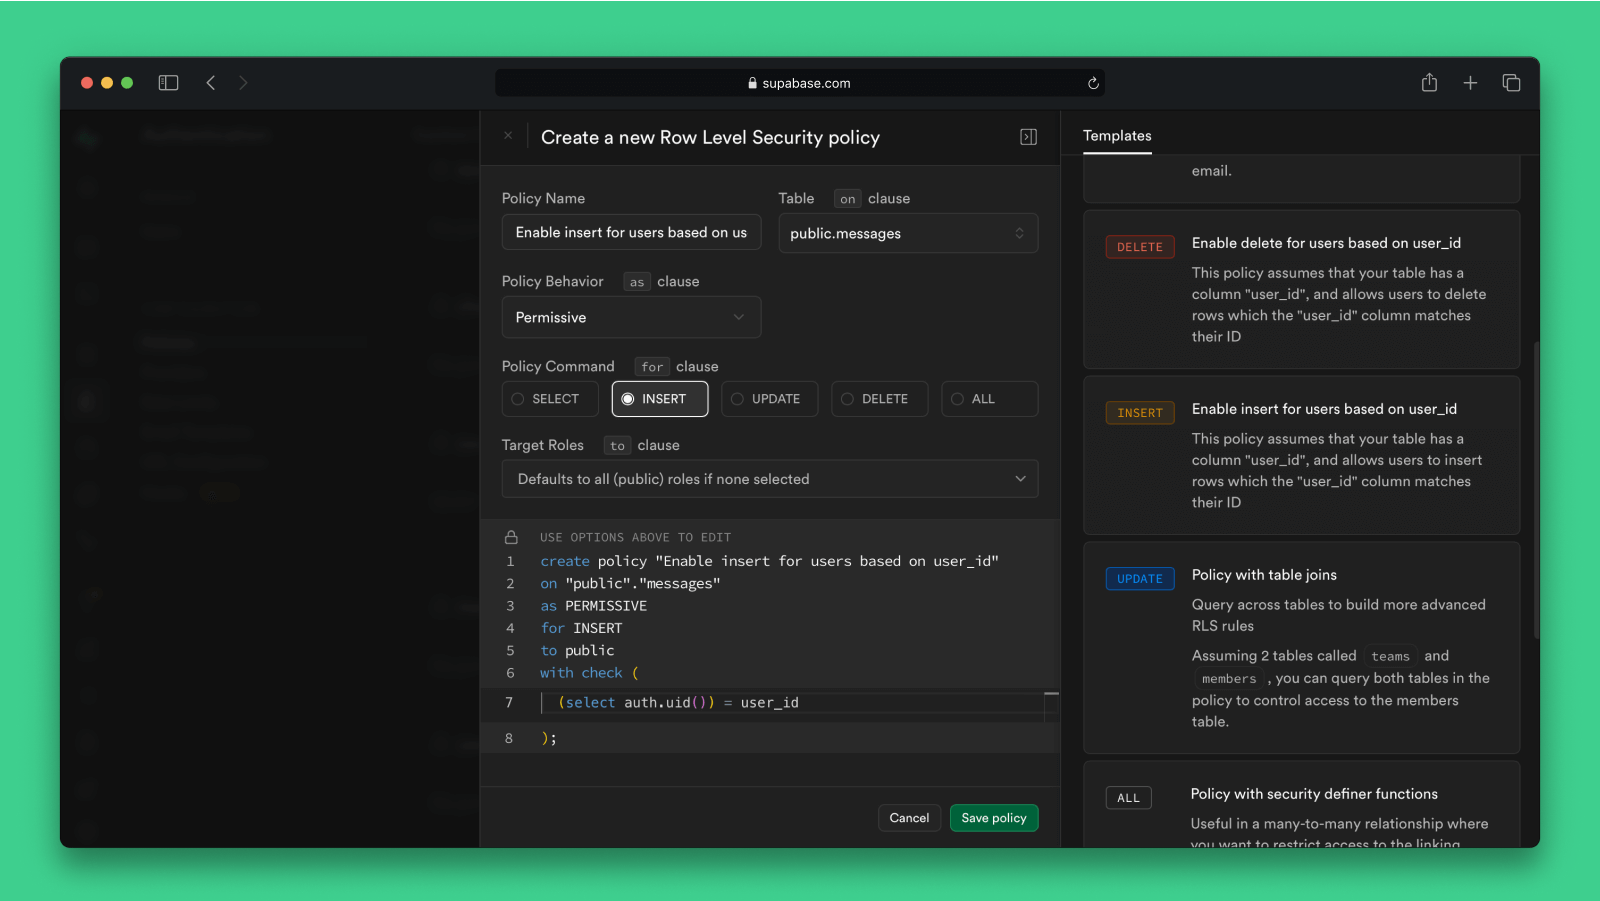 supabase.com
Create a new Row Level Security policy
Policy Name
Enable insert for users based on us
Table on clause
public.messages
Policy Behavior as clause
Permissive
Policy Command for clause
SELECT INSERT UPDATE DELETE ALL
Target Roles to clause
Defaults to all (public) roles if none selected
USE OPTIONS ABOVE TO EDIT
1 create policy "Enable insert for users based on user_id"
2 on "public"."messages"
3 as PERMISSIVE
4 for INSERT
5 to public
6 with check (
7 (select auth.uid()) = user_id
8 );
Cancel Save policy
Templates
email.
DELETE Enable delete for users based on user_id
This policy assumes that your table has a
column "user_id", and allows users to delete
rows which the "user_id" column matches
their ID
INSERT Enable insert for users based on user_id
This policy assumes that your table has a
column "user_id", and allows users to insert
rows which the "user_id" column matches
their ID
UPDATE Policy with table joins
Query across tables to build more advanced
RLS rules
Assuming 2 tables called teams and
members , you can query both tables in the
policy to control access to the members
table.
ALL Policy with security definer functions
Useful in a many-to-many relationship where
you want to restrict access to the linking